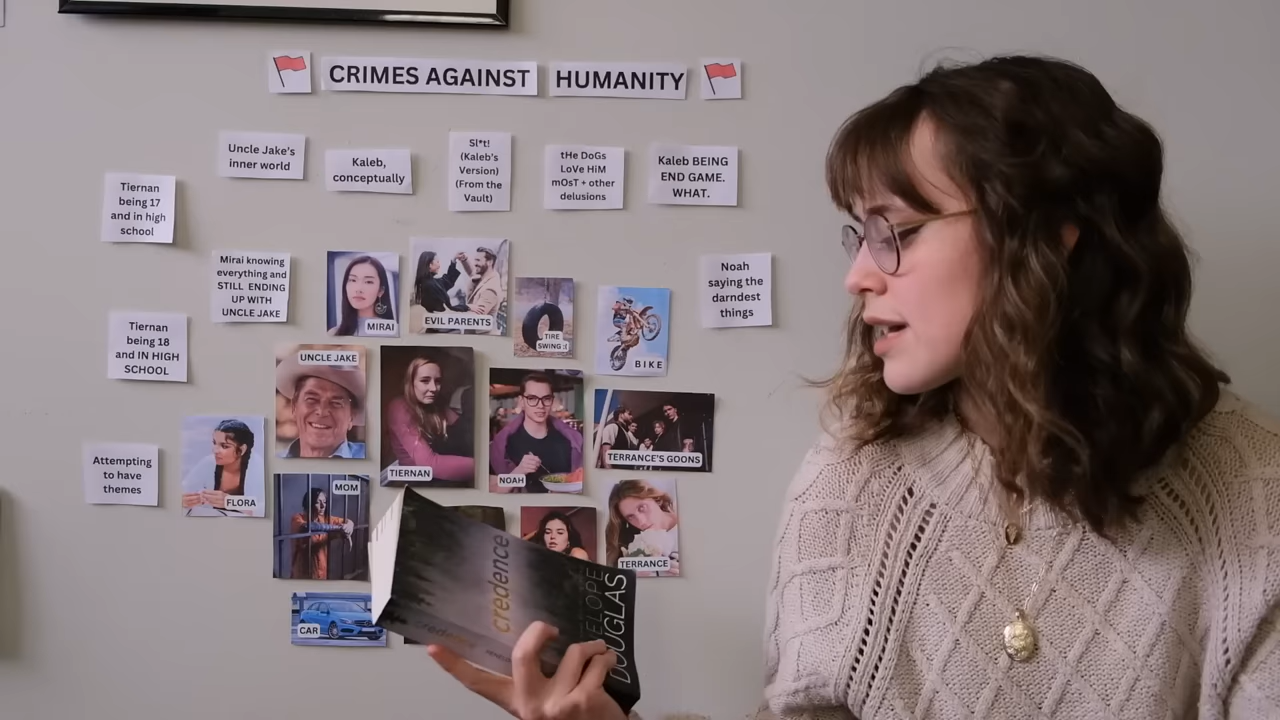 CRIMES AGAINST HUMANITY
Uncle Jake's
inner world
Kaleb,
conceptually
Sl*t!
(Kaleb's
Version)
(From the
Vault)
tHe DoGs
LoVe HiM
mOsT + other
delusions
Kaleb BEING
END GAME.
WHAT.
Tiernan
being 17
and in high
school
Mirai knowing
everything and
STILL ENDING
UP WITH
UNCLE JAKE
MIRAI
EVIL PARENTS
TIRE
SWING :(
BIKE
Noah
saying the
darndest
things
Tiernan
being 18
and IN HIGH
SCHOOL
UNCLE JAKE
TIERNAN
NOAH
TERRANCE'S GOONS
Attempting
to have
themes
FLORA
MOM
TERRANCE
CAR
credence
credence
DOUGLAS